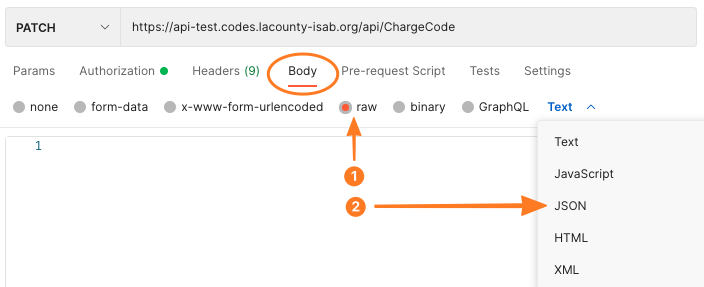 PATCH https://api-test.codes.lacounty-isab.org/api/ChargeCode
Params Authorization Headers (9) Body Pre-request Script Tests Settings
none form-data x-www-form-urlencoded raw binary GraphQL Text
1
Text
1
JavaScript
2
JSON
HTML
XML